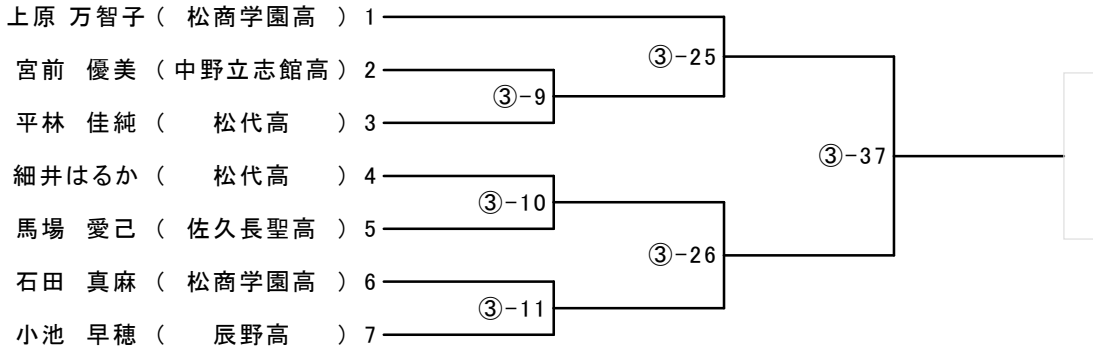 上原 万智子 ( 松商学園高 ) 1
③-25
宮前 優美 ( 中野立志館高 ) 2
③-9
平林 佳純 ( 松代高 ) 3
③-37
細井はるか ( 松代高 ) 4
③-10
馬場 愛己 ( 佐久長聖高 ) 5
③-26
石田 真麻 ( 松商学園高 ) 6
③-11
小池 早穂 ( 辰野高 ) 7